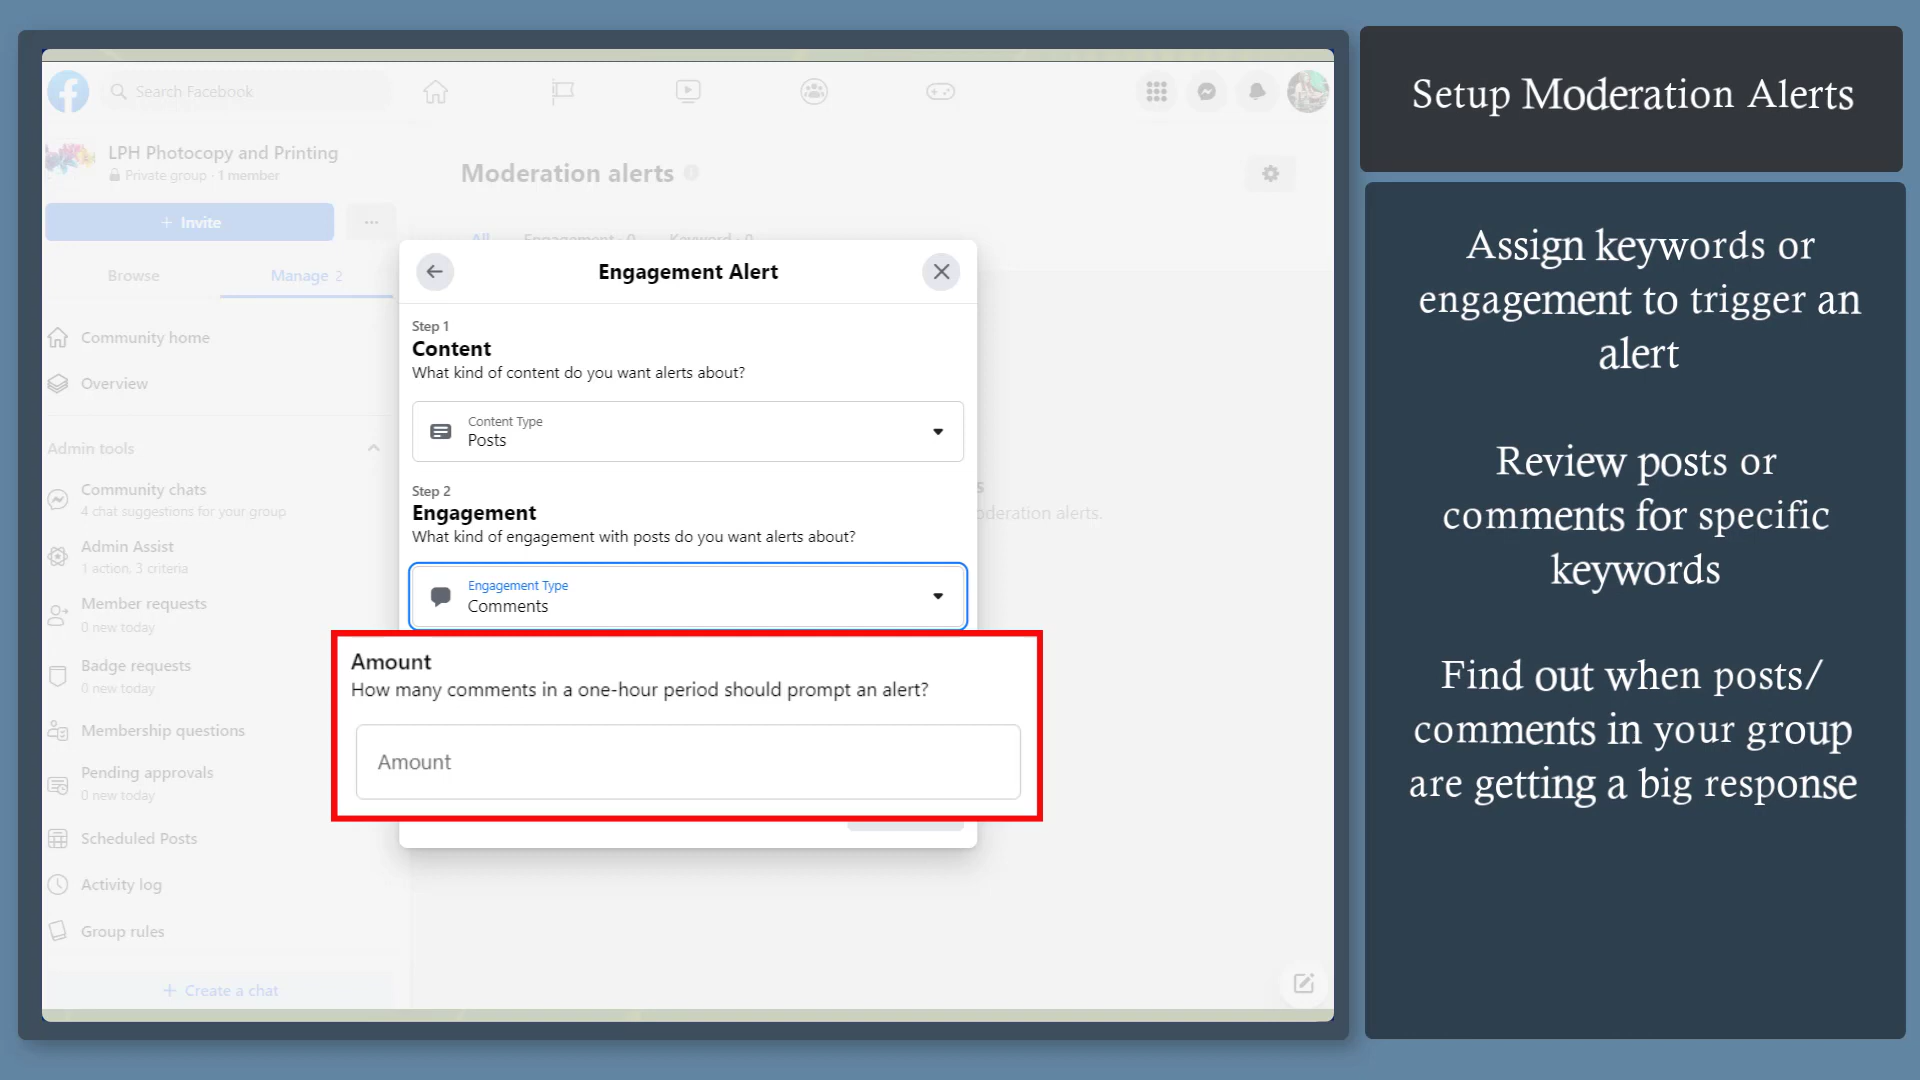 Search Facebook
LPH Photocopy and Printing
Private group · 1 member
+ Invite
...
Browse
Manage 2
Community home
Overview
Admin tools
Community chats
4 chat suggestions for your group
Admin Assist
1 action, 3 criteria
Member requests
0 new today
Badge requests
0 new today
Membership questions
Pending approvals
0 new today
Scheduled Posts
Activity log
Group rules
+ Create a chat
Moderation alerts
All
Engagement · 0
Keyword · 0
oderation alerts.
Engagement Alert
Step 1
Content
What kind of content do you want alerts about?
Content Type
Posts
Step 2
Engagement
What kind of engagement with posts do you want alerts about?
Engagement Type
Comments
Amount
How many comments in a one-hour period should prompt an alert?
Amount
Setup Moderation Alerts
Assign keywords or
engagement to trigger an
alert
Review posts or
comments for specific
keywords
Find out when posts/
comments in your group
are getting a big response